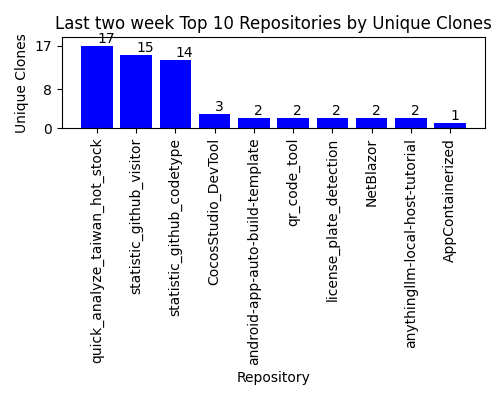 Last two week Top 10 Repositories by Unique Clones
Unique Clones
17
8
0
17
15
14
3
2
2
2
2
2
1
quick_analyze_taiwan_hot_stock
statistic_github_visitor
statistic_github_codetype
CocosStudio_DevTool
android-app-auto-build-template
qr_code_tool
license_plate_detection
NetBlazor
anythingllm-local-host-tutorial
AppContainerized
Repository